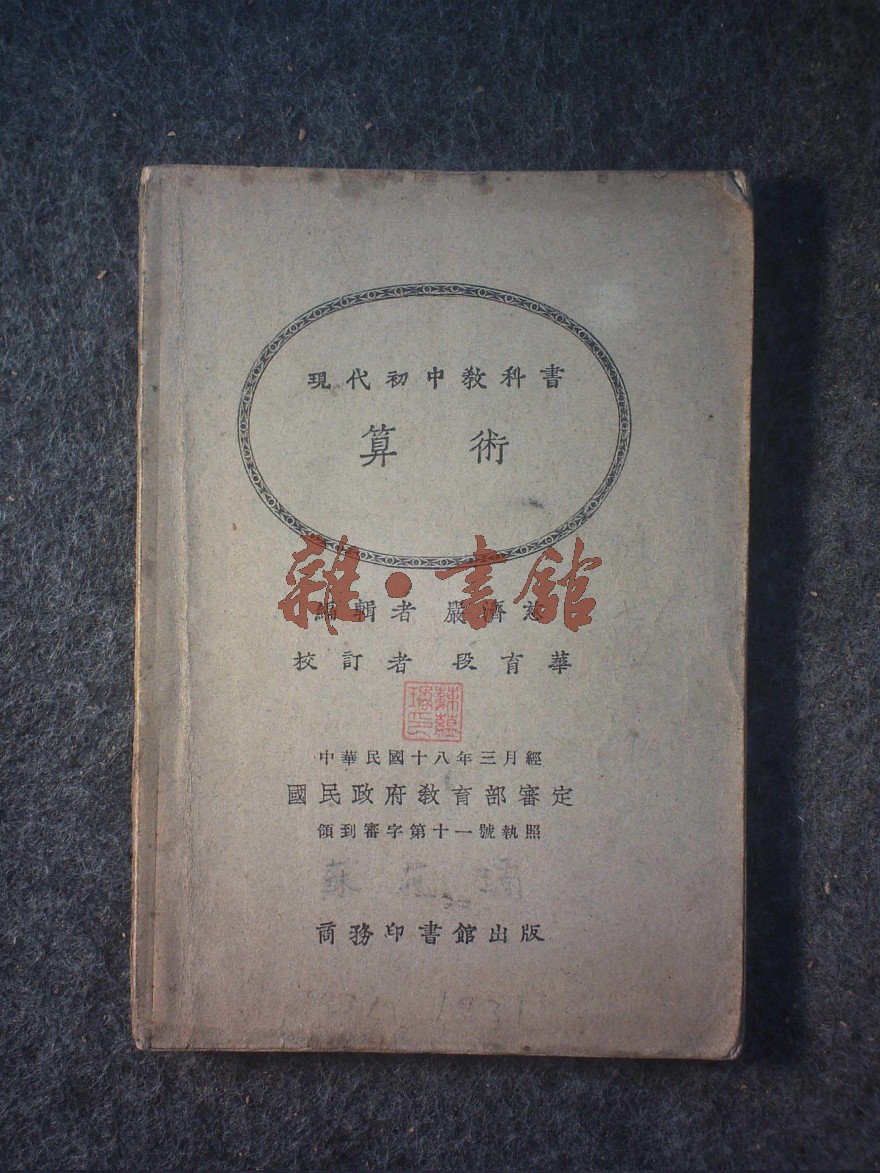 現代初中教科書
算術
雜·書館
編輯者 嚴濟慈
校訂者 段育華
中華民國十八年三月經
國民政府教育部審定
領到審字第十一號執照
蘇
商務印書館出版
1931